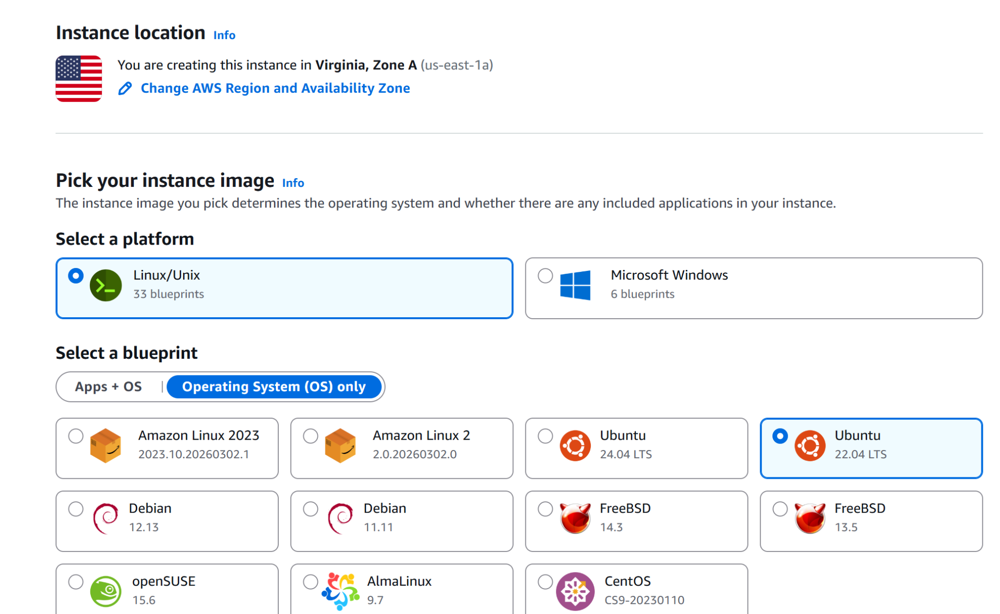 Instance location Info
You are creating this instance in Virginia, Zone A (us-east-1a)
Change AWS Region and Availability Zone
Pick your instance image Info
The instance image you pick determines the operating system and whether there are any included applications in your instance.
Select a platform
Linux/Unix
33 blueprints
Microsoft Windows
6 blueprints
Select a blueprint
Apps + OS | Operating System (OS) only
Amazon Linux 2023
2023.10.20260302.1
Amazon Linux 2
2.0.20260302.0
Ubuntu
24.04 LTS
Ubuntu
22.04 LTS
Debian
12.13
Debian
11.11
FreeBSD
14.3
FreeBSD
13.5
openSUSE
15.6
AlmaLinux
9.7
CentOS
CS9-20230110